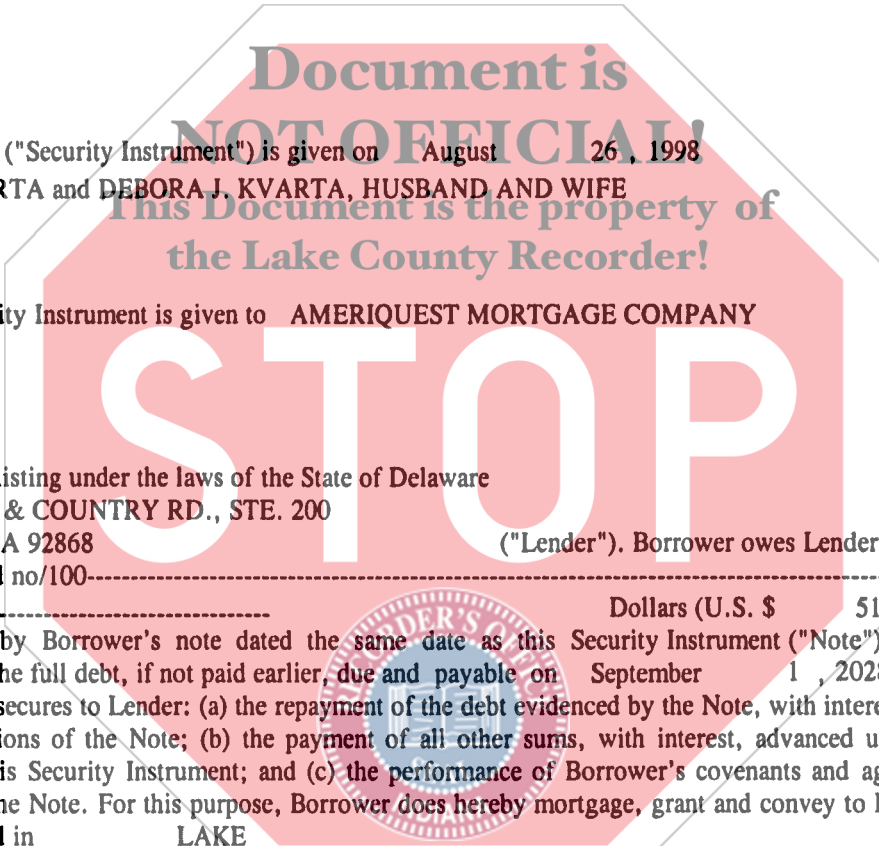 Document is
NOT OFFICIAL!
("Security Instrument") is given on August 26 , 1998
RTA and DEBORA J. KVARTA, HUSBAND AND WIFE
This Document is the property of
the Lake County Recorder!
ity Instrument is given to AMERIQUEST MORTGAGE COMPANY
STOP
isting under the laws of the State of Delaware
& COUNTRY RD., STE. 200
A 92868 ("Lender"). Borrower owes Lender
no/100--------------------------------------------------------------------
------------------------------ Dollars (U.S. $ 51
by Borrower's note dated the same date as this Security Instrument ("Note")
he full debt, if not paid earlier, due and payable on September 1 , 2028
secures to Lender: (a) the repayment of the debt evidenced by the Note, with intere
ions of the Note; (b) the payment of all other sums, with interest, advanced u
is Security Instrument; and (c) the performance of Borrower's covenants and ag
he Note. For this purpose, Borrower does hereby mortgage, grant and convey to
in LAKE
RECORDER'S OFFICE
INDIANA